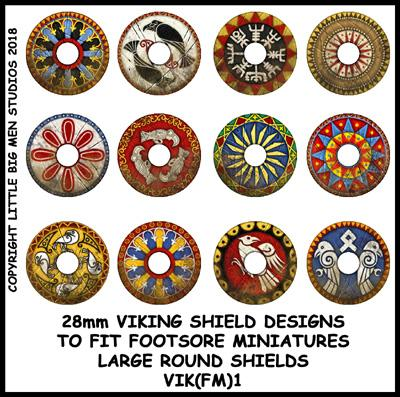 COPYRIGHT LITTLE BIG MEN STUDIOS 2018
28mm VIKING SHIELD DESIGNS
TO FIT FOOTSORE MINIATURES
LARGE ROUND SHIELDS
VIK(FM)1